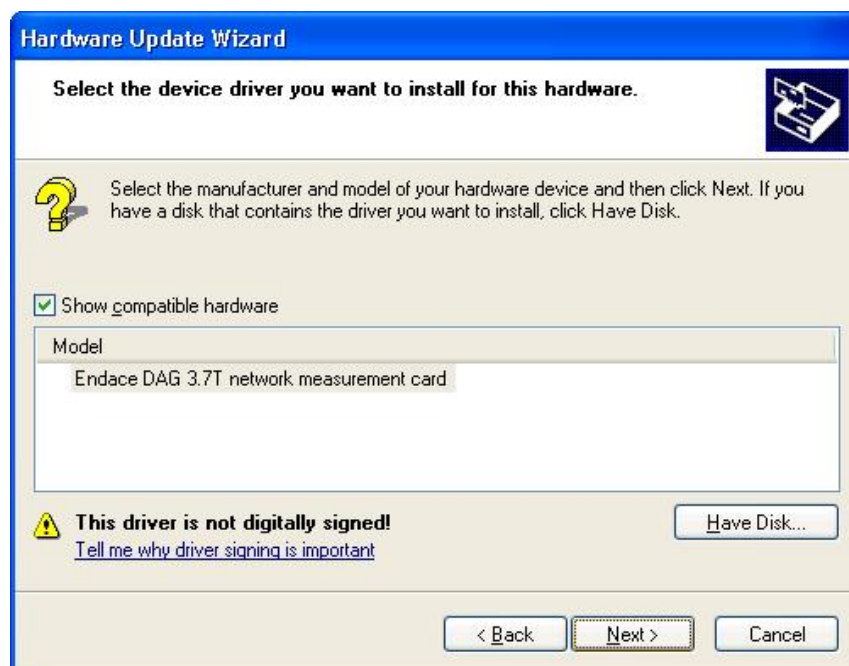 Hardware Update Wizard
Select the device driver you want to install for this hardware.
Select the manufacturer and model of your hardware device and then click Next. If you
have a disk that contains the driver you want to install, click Have Disk.
Show compatible hardware
Model
Endace DAG 3.7T network measurement card
This driver is not digitally signed!
Have Disk...
Tell me why driver signing is important
< Back
Next >
Cancel